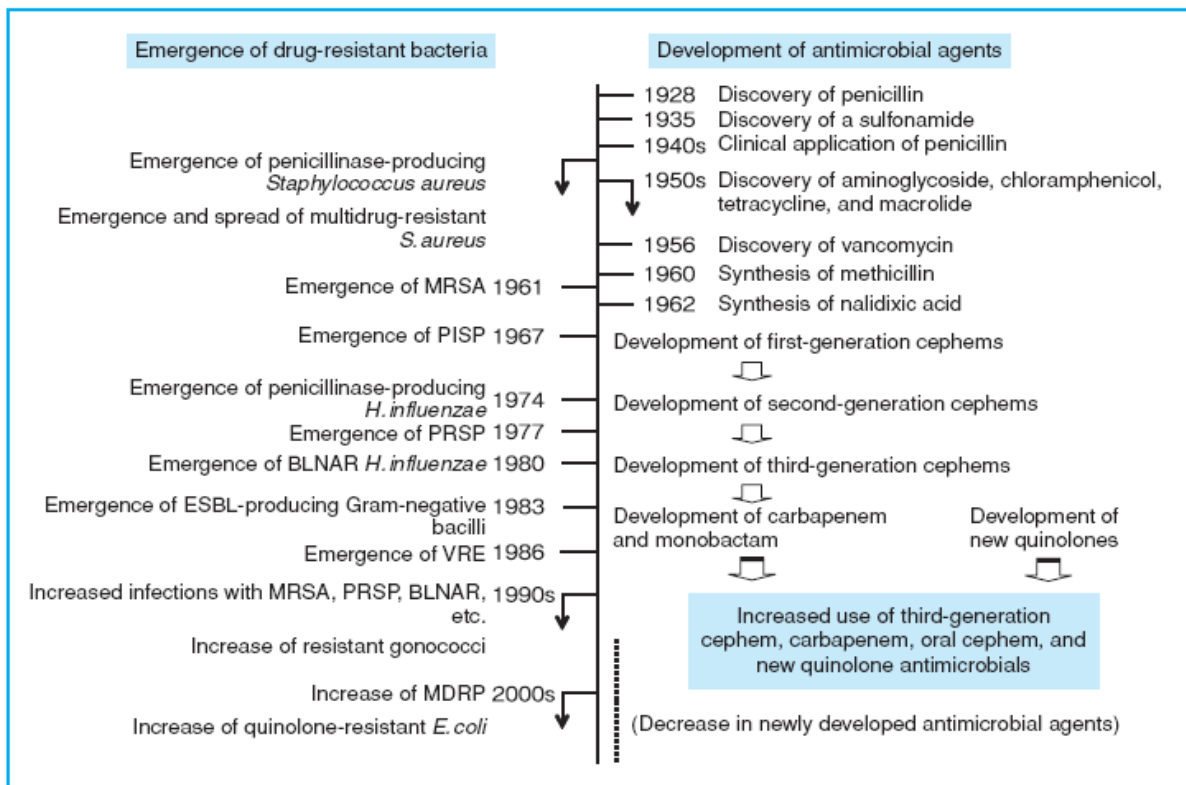 Emergence of drug-resistant bacteria
Emergence of penicillinase-producing
Staphylococcus aureus
Emergence and spread of multidrug-resistant
S. aureus
Emergence of MRSA 1961
Emergence of PISP 1967
Emergence of penicillinase-producing
H. influenzae 1974
Emergence of PRSP 1977
Emergence of BLNAR H. influenzae 1980
Emergence of ESBL-producing Gram-negative 1983
bacilli
Emergence of VRE 1986
Increased infections with MRSA, PRSP, BLNAR, 1990s
etc.
Increase of resistant gonococci
Increase of MDRP 2000s
Increase of quinolone-resistant E. coli
Development of antimicrobial agents
1928 Discovery of penicillin
1935 Discovery of a sulfonamide
1940s Clinical application of penicillin
1950s Discovery of aminoglycoside, chloramphenicol,
tetracycline, and macrolide
1956 Discovery of vancomycin
1960 Synthesis of methicillin
1962 Synthesis of nalidixic acid
Development of first-generation cephems
Development of second-generation cephems
Development of third-generation cephems
Development of carbapenem
and monobactam
Development of
new quinolones
Increased use of third-generation
cephem, carbapenem, oral cephem, and
new quinolone antimicrobials
(Decrease in newly developed antimicrobial agents)